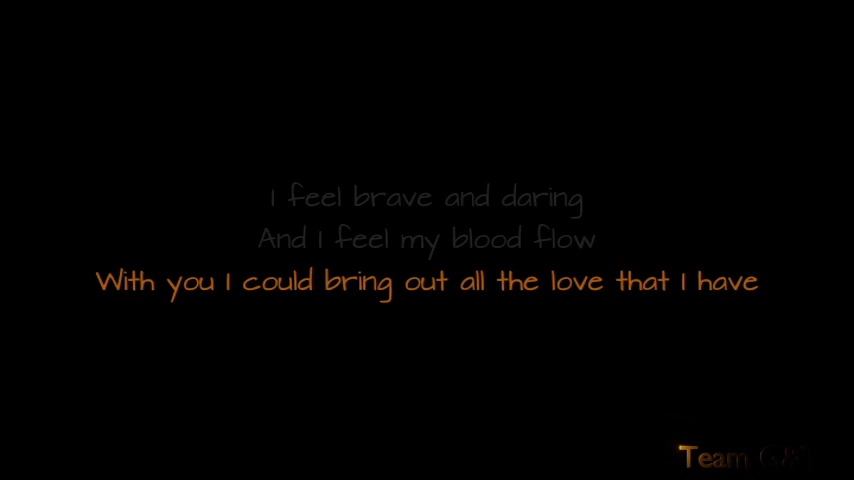 I feel brave and daring
And I feel my blood flow
With you I could bring out all the love that I have
Team